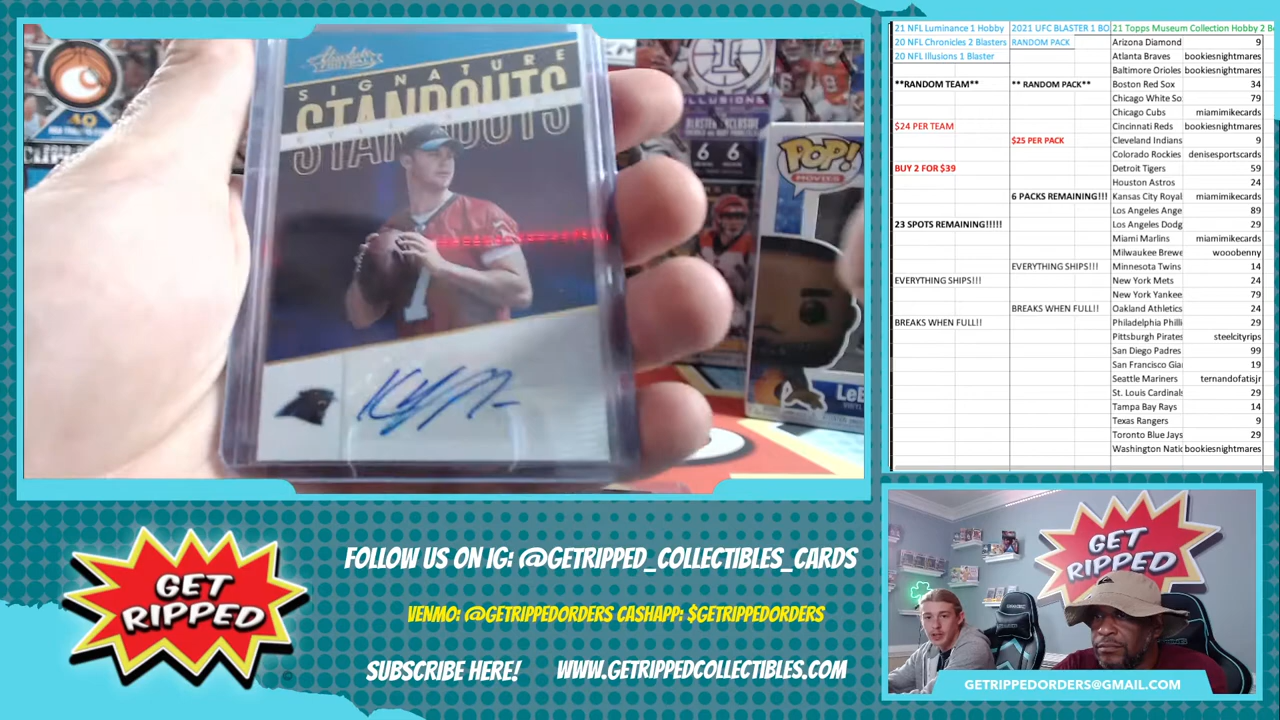 SIGNATURE
STANDOUTS
ILLUSIONS
6 6
POP!
MOVIES
LeB
21 NFL Luminance 1 Hobby
20 NFL Chronicles 2 Blasters
20 NFL Illusions 1 Blaster
**RANDOM TEAM**
$24 PER TEAM
BUY 2 FOR $39
23 SPOTS REMAINING!!!!!
EVERYTHING SHIPS!!!
BREAKS WHEN FULL!!
2021 UFC BLASTER 1 BO
RANDOM PACK
** RANDOM PACK**
$25 PER PACK
6 PACKS REMAINING!!!
EVERYTHING SHIPS!!!
BREAKS WHEN FULL!!
21 Topps Museum Collection Hobby 2 B
Arizona Diamond 9
Atlanta Braves bookiesnightmares
Baltimore Orioles bookiesnightmares
Boston Red Sox 34
Chicago White So 79
Chicago Cubs miamimikecards
Cincinnati Reds bookiesnightmares
Cleveland Indians 9
Colorado Rockies denisesportscards
Detroit Tigers 59
Houston Astros 24
Kansas City Royal miamimikecards
Los Angeles Ange 89
Los Angeles Dodg 29
Miami Marlins miamimikecards
Milwaukee Brewe wooobenny
Minnesota Twins 14
New York Mets 24
New York Yankee 79
Oakland Athletics 24
Philadelphia Philli 29
Pittsburgh Pirates steelcityrips
San Diego Padres 99
San Francisco Gia 19
Seattle Mariners ternandofatisjr
St. Louis Cardinals 29
Tampa Bay Rays 14
Texas Rangers 9
Toronto Blue Jays 29
Washington Natic bookiesnightmares
GET
RIPPED
FOLLOW US ON IG: @GETRIPPED_COLLECTIBLES_CARDS
VENMO: @GETRIPPEDORDERS CASHAPP: $GETRIPPEDORDERS
SUBSCRIBE HERE! WWW.GETRIPPEDCOLLECTIBLES.COM
GET
RIPPED
GETRIPPEDORDERS@GMAIL.COM